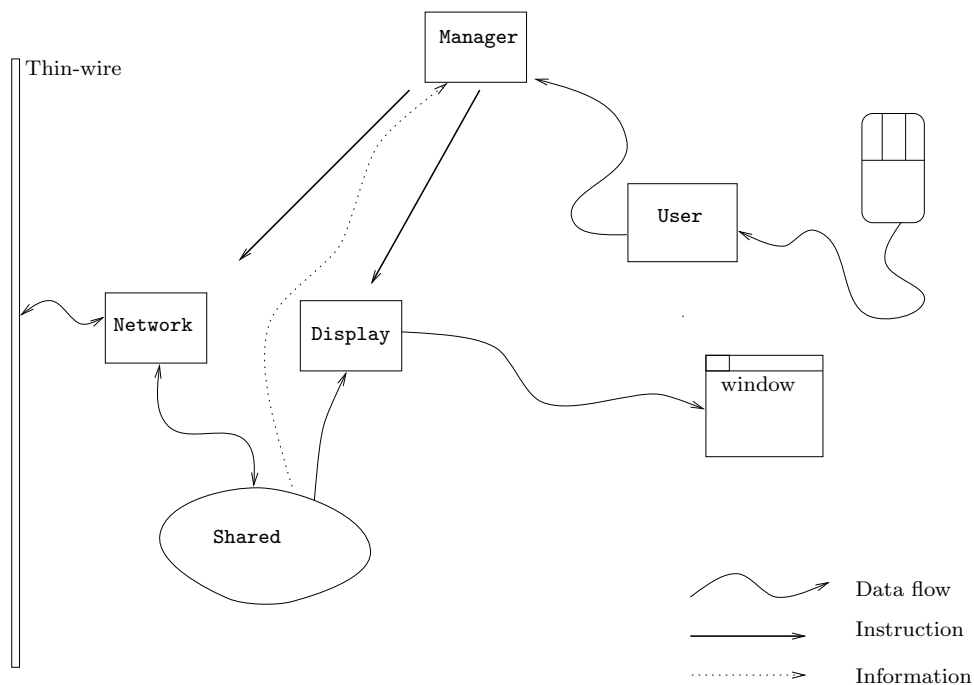 Manager
Thin-wire
User
Network
Display
window
Shared
Data flow
Instruction
Information